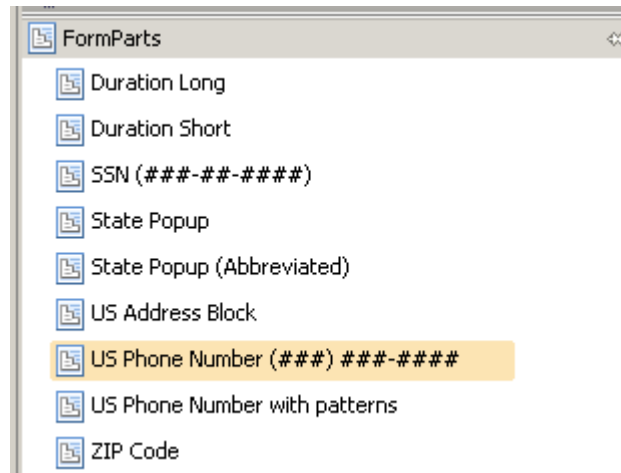 FormParts
Duration Long
Duration Short
SSN (###-##-####)
State Popup
State Popup (Abbreviated)
US Address Block
US Phone Number (###) ###-####
US Phone Number with patterns
ZIP Code